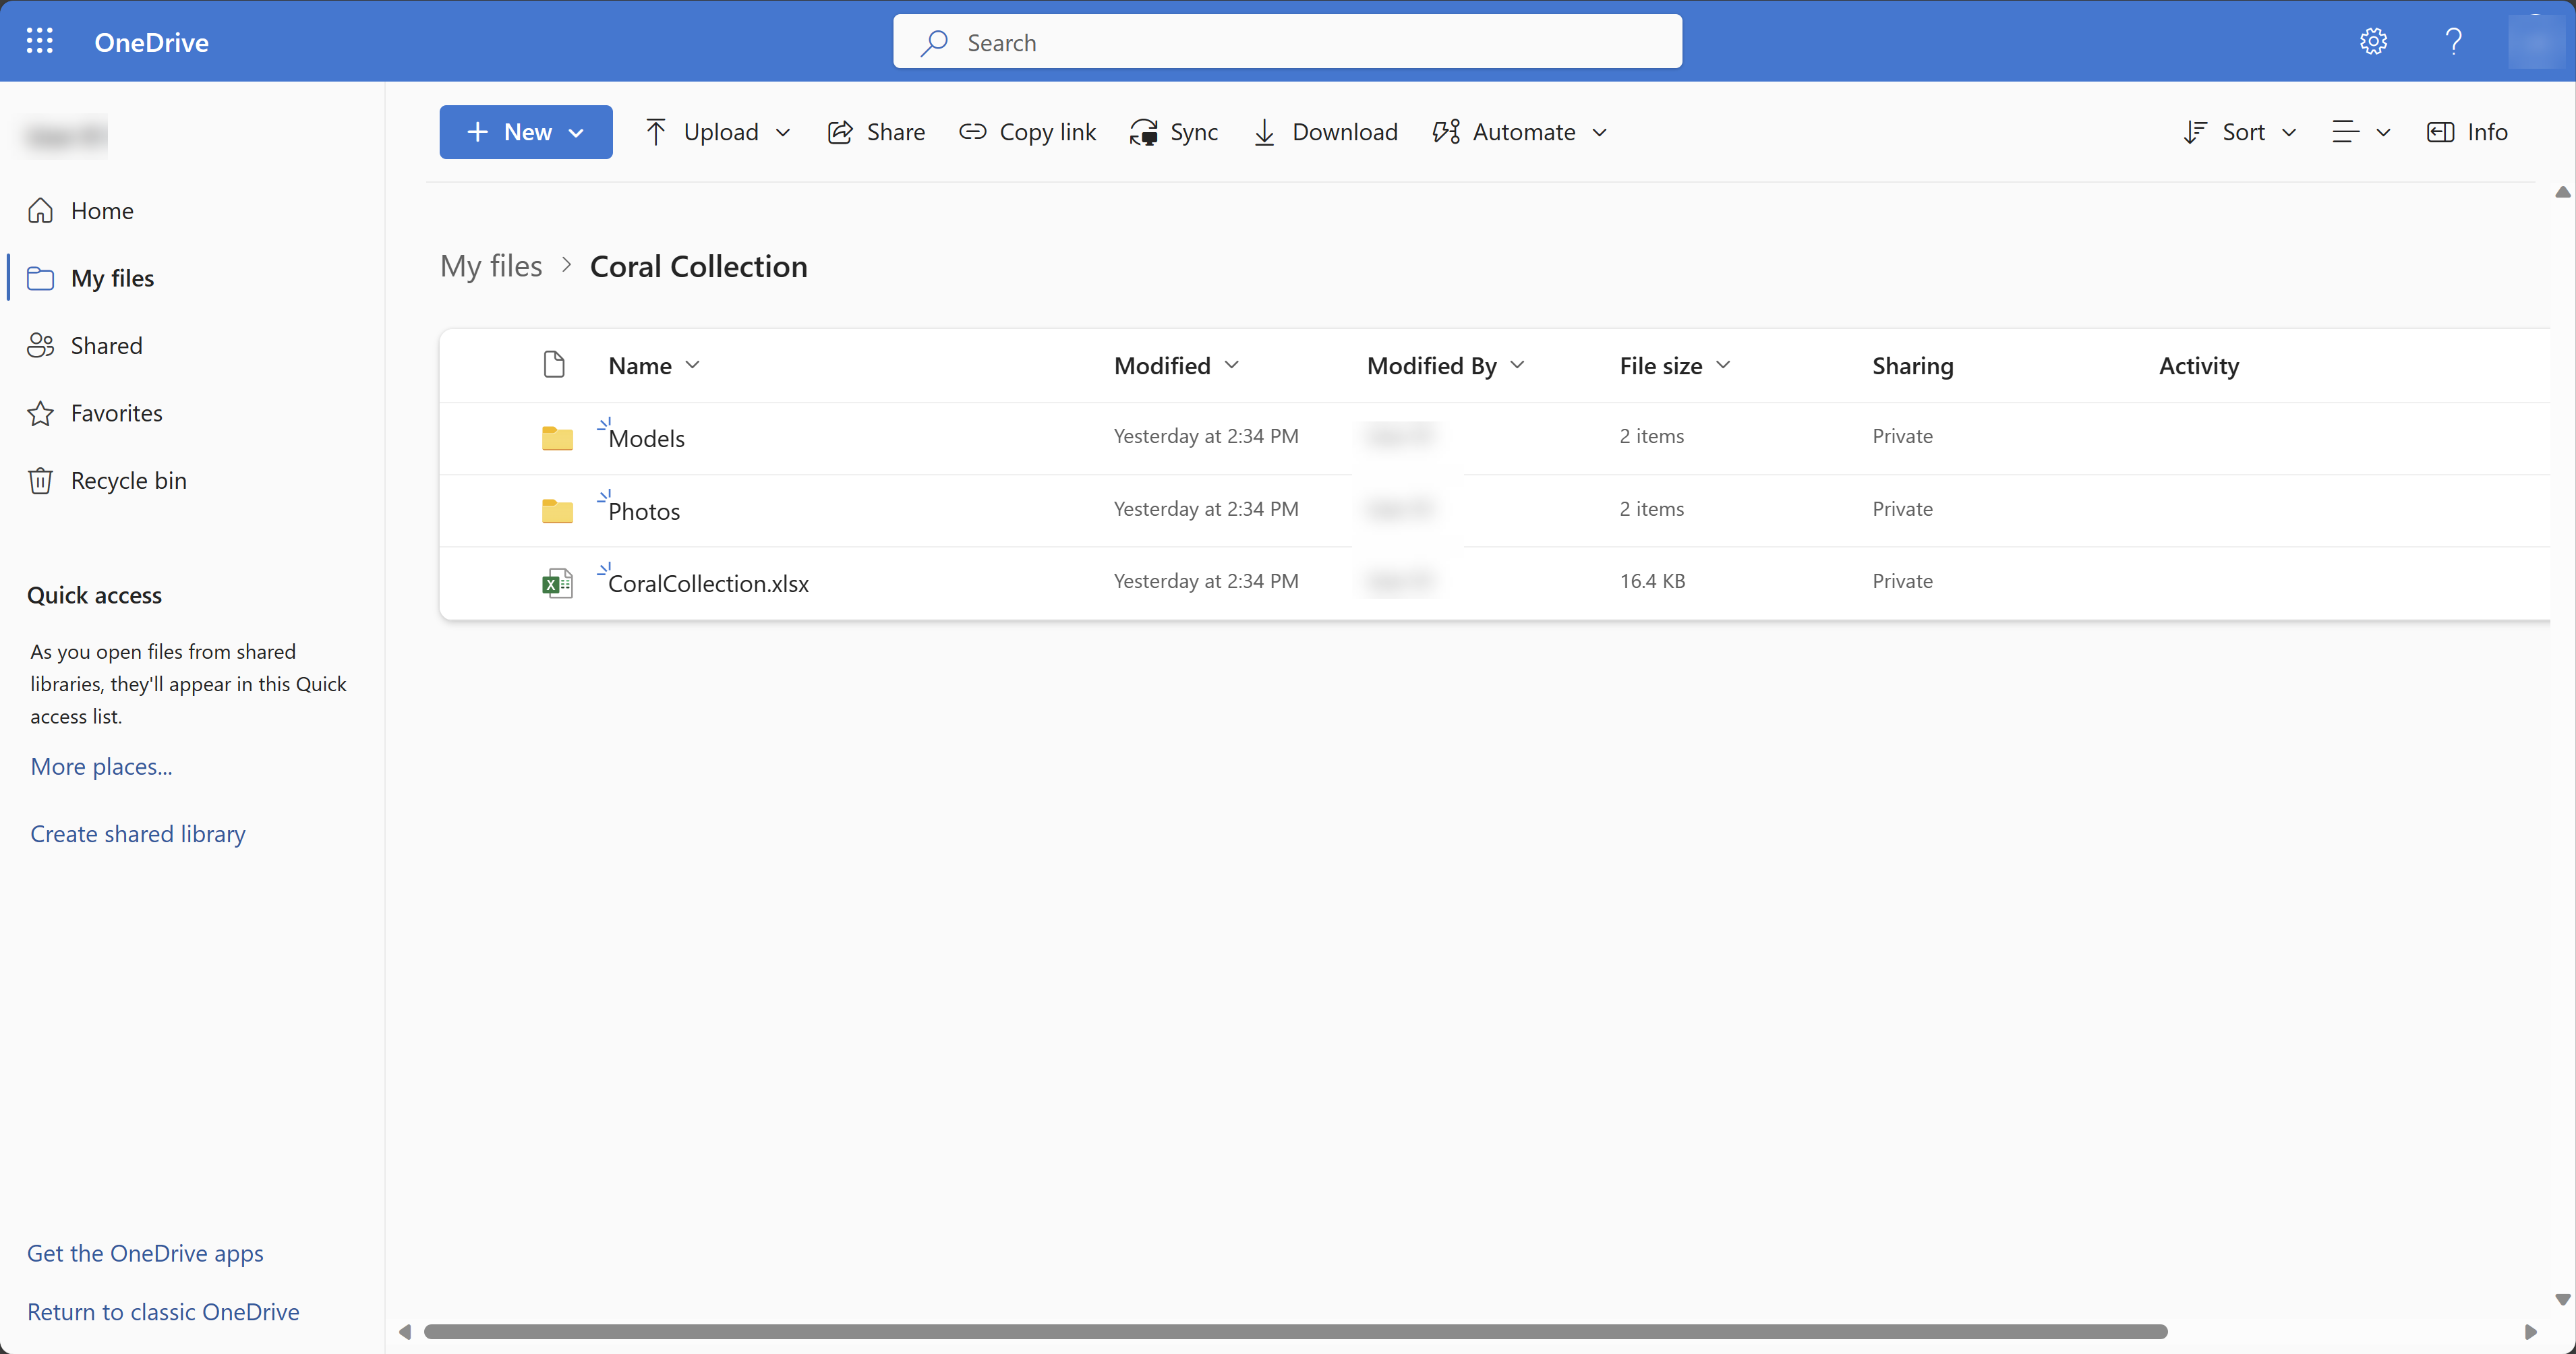 OneDrive
Search
New
Upload
Share
Copy link
Sync
Download
Automate
Sort
Info
Home
My files
Shared
Favorites
Recycle bin
Quick access
As you open files from shared
libraries, they'll appear in this Quick
access list.
More places...
Create shared library
Get the OneDrive apps
Return to classic OneDrive
My files > Coral Collection
Name Modified Modified By File size Sharing Activity
Models Yesterday at 2:34 PM 2 items Private
Photos Yesterday at 2:34 PM 2 items Private
CoralCollection.xlsx Yesterday at 2:34 PM 16.4 KB Private